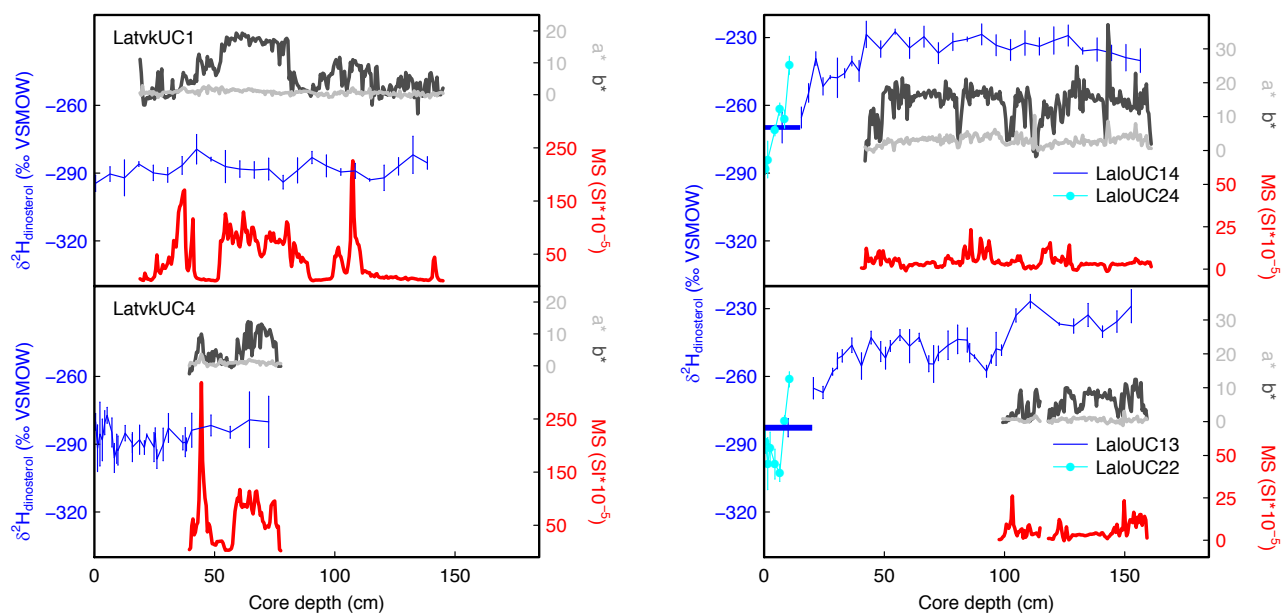 LatvkUC1
δ²H_dinosterol (‰ VSMOW)
−260
−290
−320
20
10
0
a* b*
250
150
50
MS (SI*10⁻⁵)
LatvkUC4
δ²H_dinosterol (‰ VSMOW)
−260
−290
−320
20
10
0
a* b*
250
150
50
MS (SI*10⁻⁵)
0 50 100 150
Core depth (cm)
δ²H_dinosterol (‰ VSMOW)
−230
−260
−290
−320
30
20
10
0
a* b*
LaloUC14
LaloUC24
50
25
0
MS (SI*10⁻⁵)
−230
−260
−290
−320
30
20
10
0
a* b*
LaloUC13
LaloUC22
50
25
0
MS (SI*10⁻⁵)
0 50 100 150
Core depth (cm)